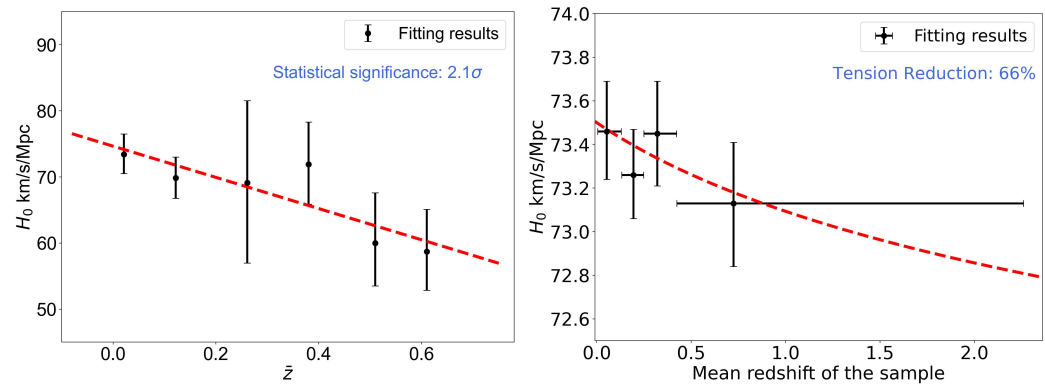 Fitting results
Statistical significance: 2.1σ
H₀ km/s/Mpc
90
80
70
60
50
0.0 0.2 0.4 0.6
z̄
Fitting results
Tension Reduction: 66%
H₀ km/s/Mpc
74.0
73.8
73.6
73.4
73.2
73.0
72.8
72.6
0.0 0.5 1.0 1.5 2.0
Mean redshift of the sample